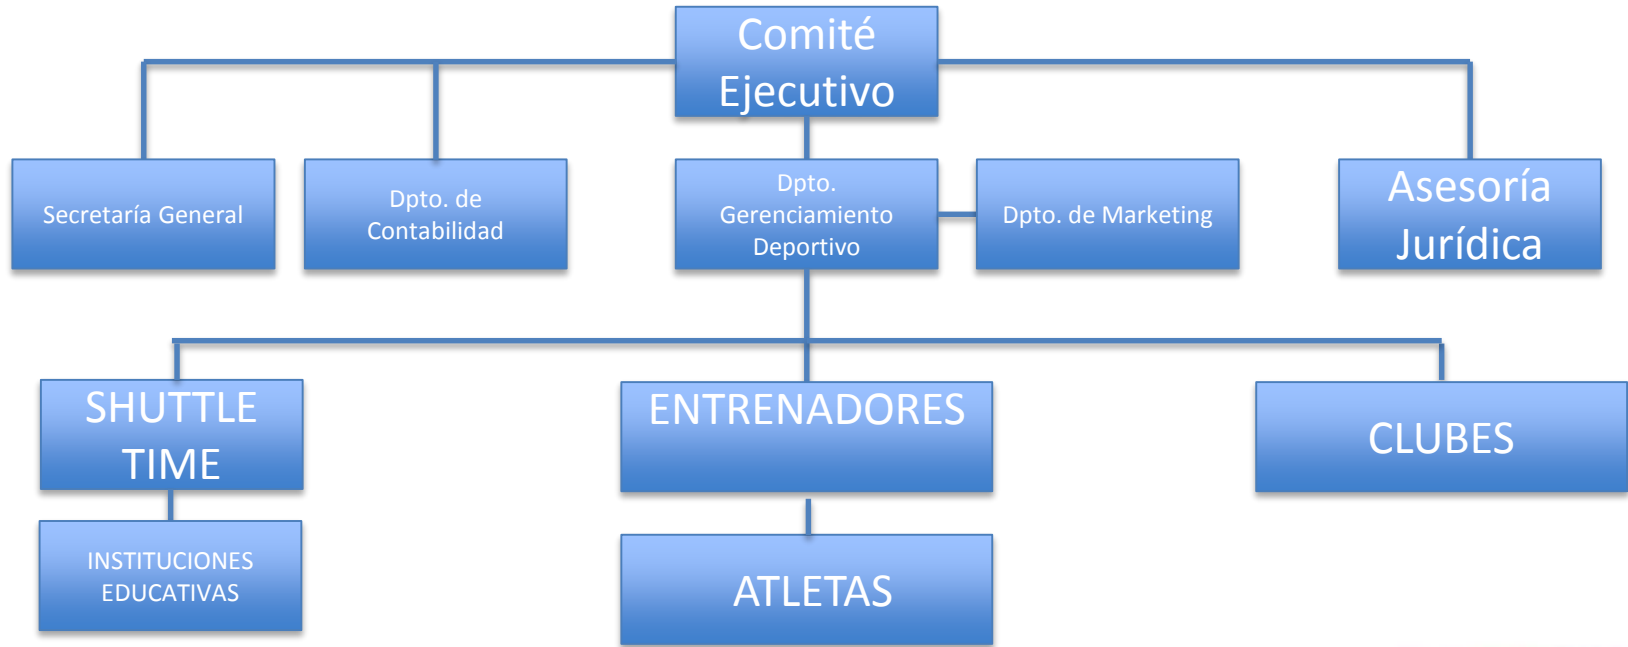 Comité
Ejecutivo
Secretaría General
Dpto. de
Contabilidad
Dpto.
Gerenciamiento
Deportivo
Dpto. de Marketing
Asesoría
Jurídica
SHUTTLE
TIME
ENTRENADORES
CLUBES
INSTITUCIONES
EDUCATIVAS
ATLETAS